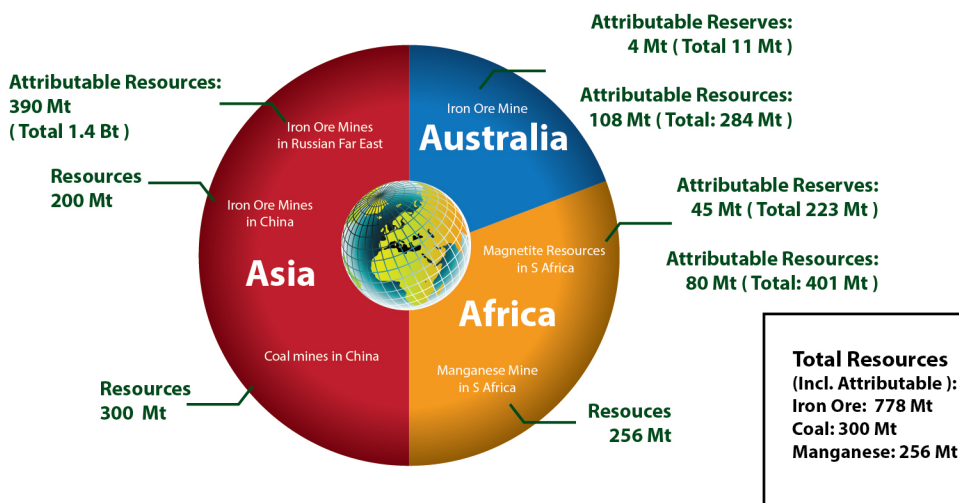 Attributable Reserves:
4 Mt ( Total 11 Mt )
Attributable Resources:
390 Mt
( Total 1.4 Bt )
Attributable Resources:
108 Mt (Total: 284 Mt )
Iron Ore Mine
Australia
Iron Ore Mines
in Russian Far East
Resources
200 Mt
Attributable Reserves:
45 Mt ( Total 223 Mt )
Iron Ore Mines
in China
Magnetite Resources
in S Africa
Attributable Resources:
80 Mt (Total: 401 Mt )
Asia
Africa
Coal mines in China
Manganese Mine
in S Africa
Resources
300 Mt
Resouces
256 Mt
Total Resources
(Incl. Attributable ):
Iron Ore: 778 Mt
Coal: 300 Mt
Manganese: 256 Mt